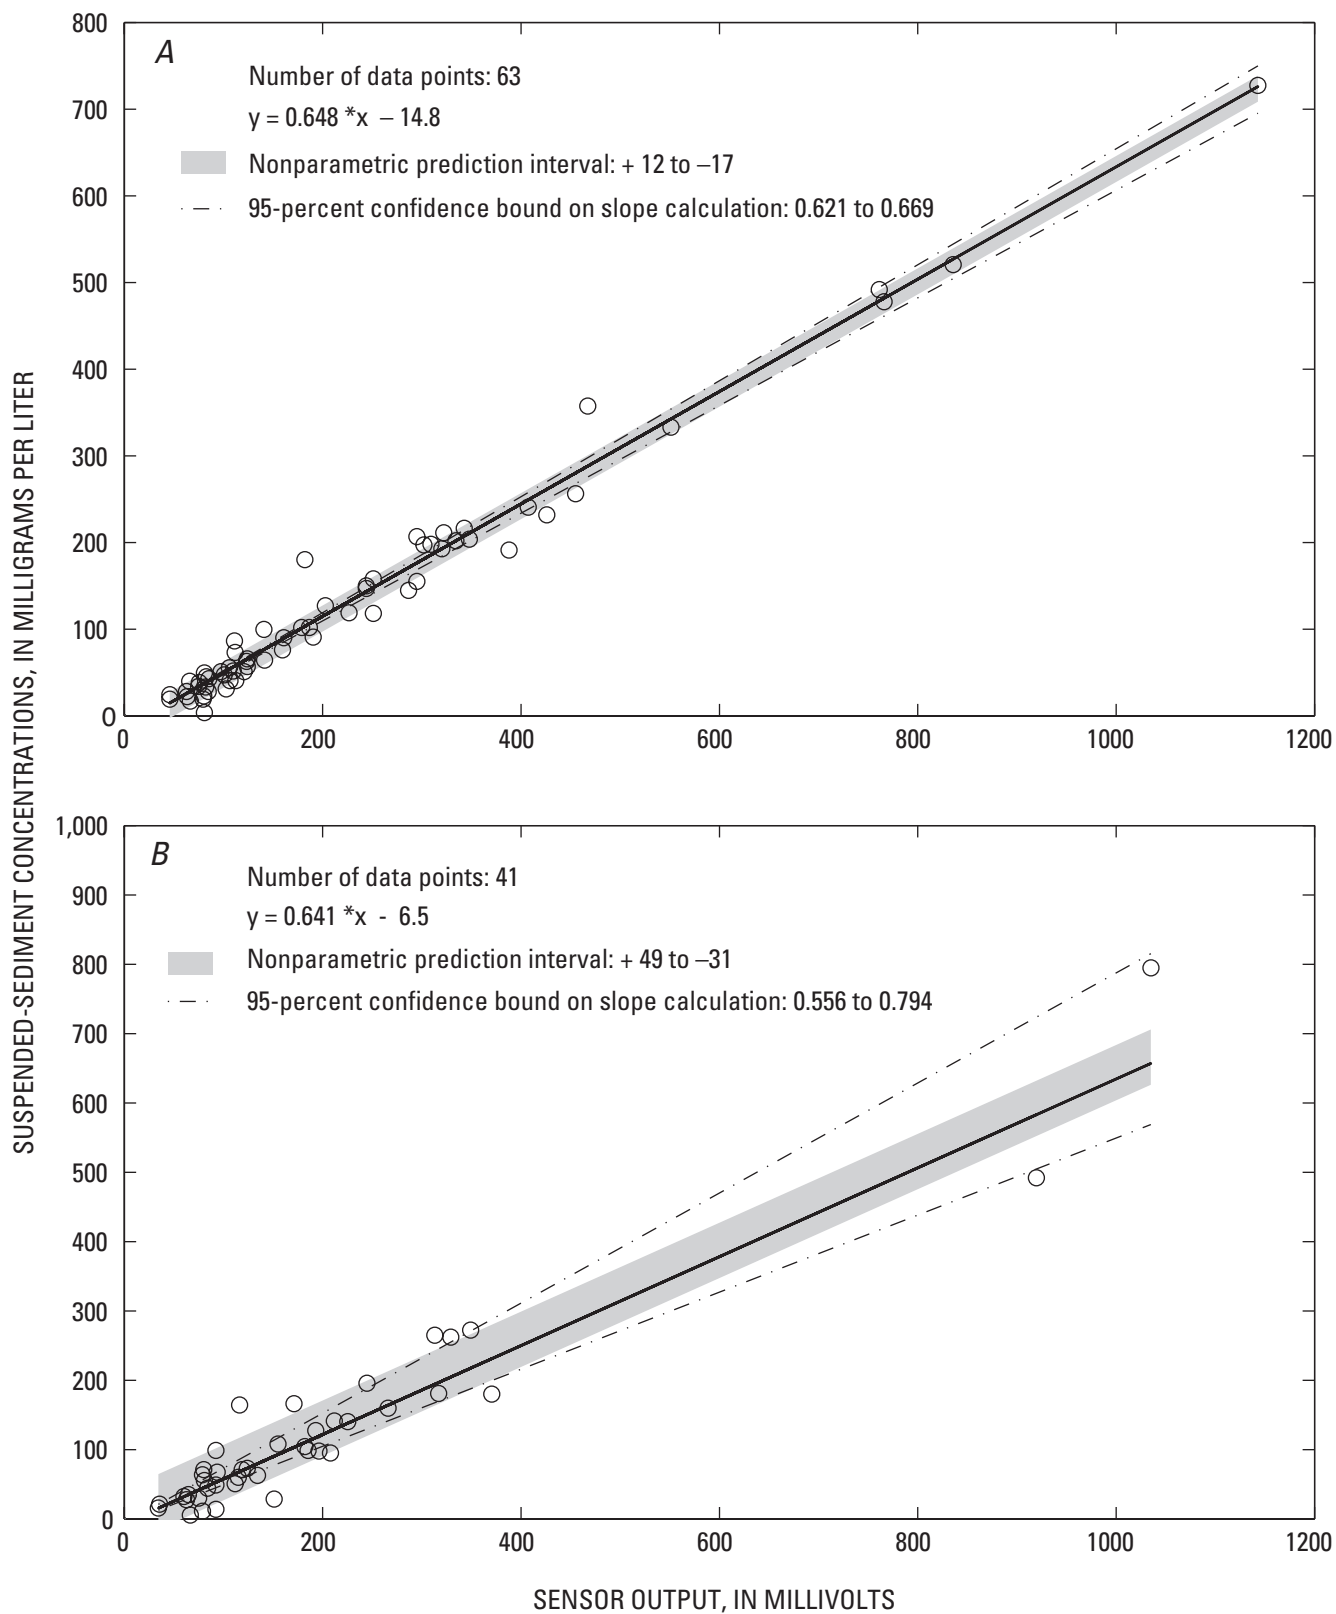 SUSPENDED-SEDIMENT CONCENTRATIONS, IN MILLIGRAMS PER LITER
A
Number of data points: 63
y = 0.648 *x – 14.8
Nonparametric prediction interval: + 12 to –17
95-percent confidence bound on slope calculation: 0.621 to 0.669
800
700
600
500
400
300
200
100
0
0 200 400 600 800 1000 1200
B
Number of data points: 41
y = 0.641 *x - 6.5
Nonparametric prediction interval: + 49 to –31
95-percent confidence bound on slope calculation: 0.556 to 0.794
1,000
900
800
700
600
500
400
300
200
100
0
0 200 400 600 800 1000 1200
SENSOR OUTPUT, IN MILLIVOLTS